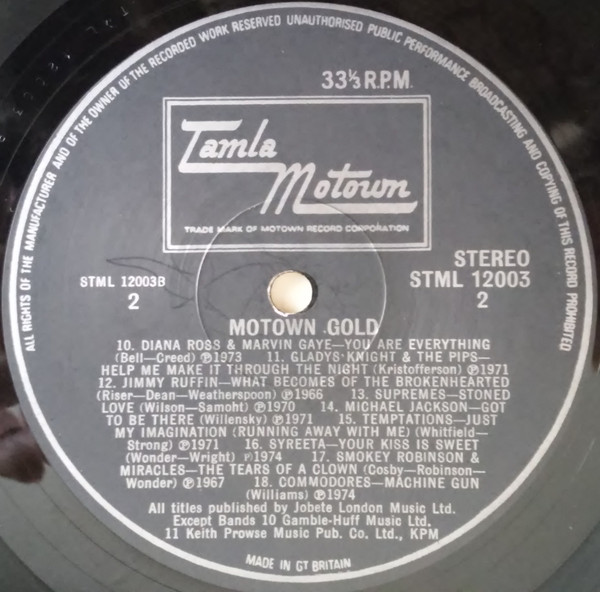 ALL RIGHTS OF THE MANUFACTURER AND OF THE OWNER OF THE RECORDED WORK RESERVED UNAUTHORISED PUBLIC PERFORMANCE BROADCASTING AND COPYING OF THIS RECORD PROHIBITED
33⅓ R.P.M.
Tamla
Motown
TRADE MARK OF MOTOWN RECORD CORPORATION
STEREO
STML 12003B
STML 12003
2
2
MOTOWN GOLD
10. DIANA ROSS & MARVIN GAYE—YOU ARE EVERYTHING
(Bell—Creed) ℗1973 11. GLADYS KNIGHT & THE PIPS—
HELP ME MAKE IT THROUGH THE NIGHT (Kristofferson) ℗1971
12. JIMMY RUFFIN—WHAT BECOMES OF THE BROKENHEARTED
(Riser—Dean—Weatherspoon) ℗1966 13. SUPREMES—STONED
LOVE (Wilson—Samoht) ℗1970 14. MICHAEL JACKSON—GOT
TO BE THERE (Willensky) ℗1971 15. TEMPTATIONS—JUST
MY IMAGINATION (RUNNING AWAY WITH ME) (Whitfield—
Strong) ℗1971 16. SYREETA—YOUR KISS IS SWEET
(Wonder—Wright) ℗1974 17. SMOKEY ROBINSON &
MIRACLES—THE TEARS OF A CLOWN (Cosby—Robinson—
Wonder) ℗1967 18. COMMODORES—MACHINE GUN
(Williams) ℗1974
All titles published by Jobete London Music Ltd.
Except Bands 10 Gamble-Huff Music Ltd.
11 Keith Prowse Music Pub. Co. Ltd., KPM
MADE IN GT BRITAIN